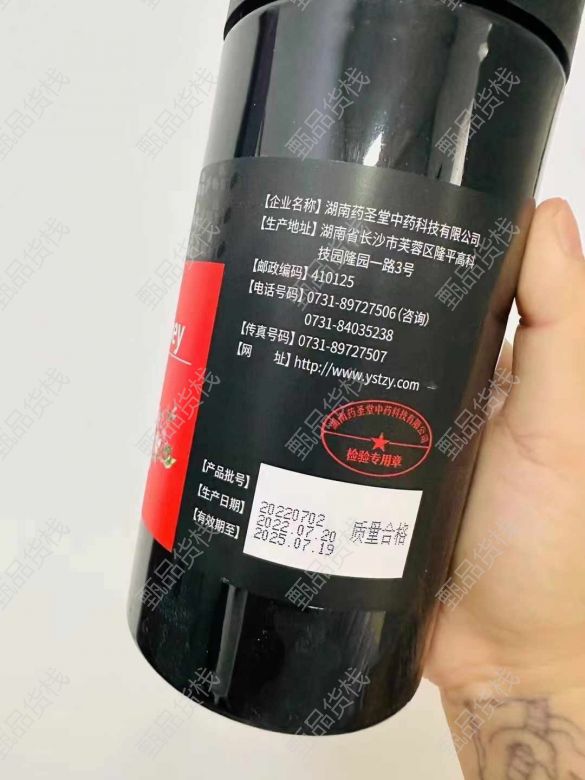 【企业名称】湖南药圣堂中药科技有限公司
【生产地址】湖南省长沙市芙蓉区隆平高科
技园隆园一路3号
【邮政编码】410125
【电话号码】0731-89727506(咨询)
0731-84035238
【传真号码】0731-89727507
【网 址】http://www.ystzy.com
湖南药圣堂中药科技有限公司
检验专用章
【产品批号】20220702
【生产日期】2022.07.20
【有效期至】2025.07.19
质量合格
ey
甄品货栈